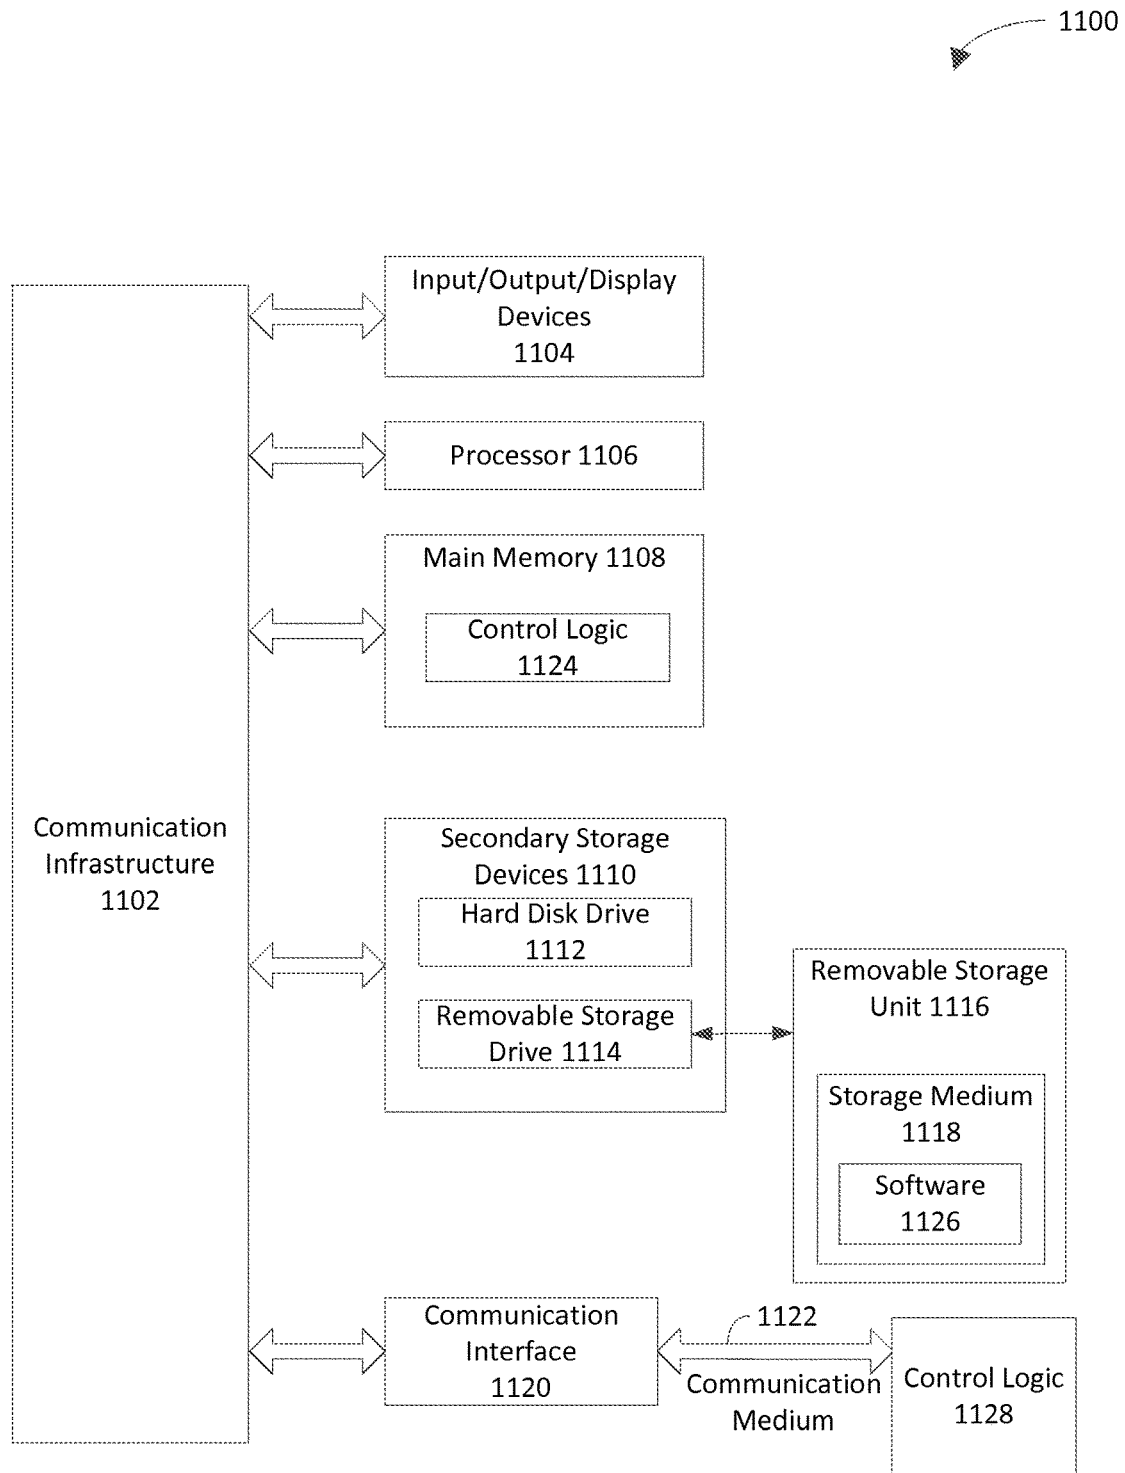 1100
Input/Output/Display
Devices
1104
Processor 1106
Main Memory 1108
Control Logic
1124
Communication
Infrastructure
1102
Secondary Storage
Devices 1110
Hard Disk Drive
1112
Removable Storage
Drive 1114
Removable Storage
Unit 1116
Storage Medium
1118
Software
1126
Communication
Interface
1120
1122
Communication
Medium
Control Logic
1128